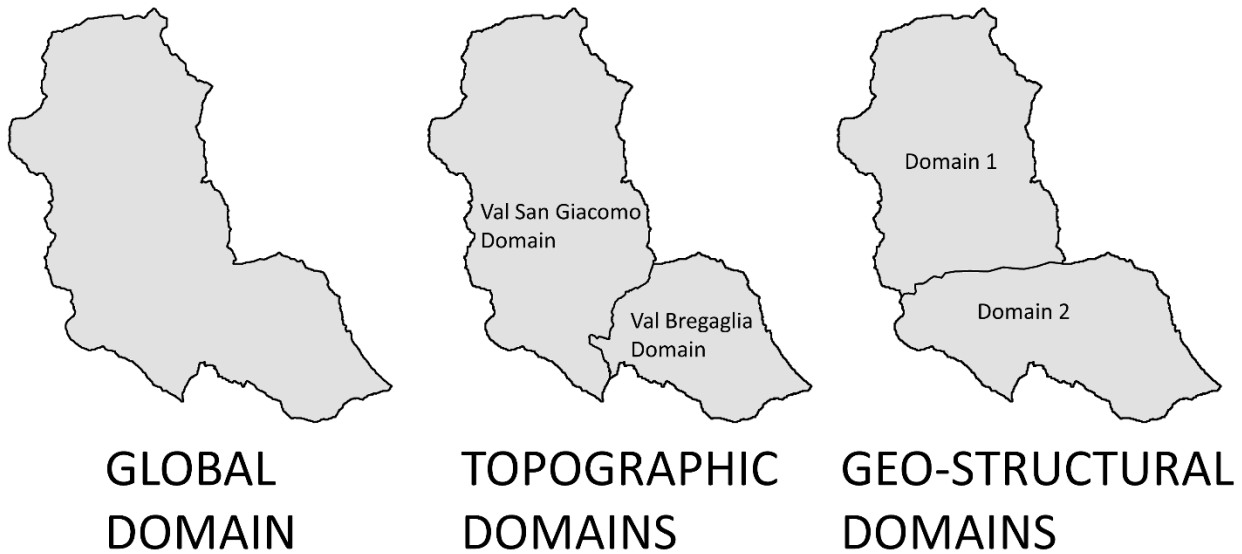 Val San Giacomo
Domain
Val Bregaglia
Domain
Domain 1
Domain 2
GLOBAL
DOMAIN
TOPOGRAPHIC
DOMAINS
GEO-STRUCTURAL
DOMAINS